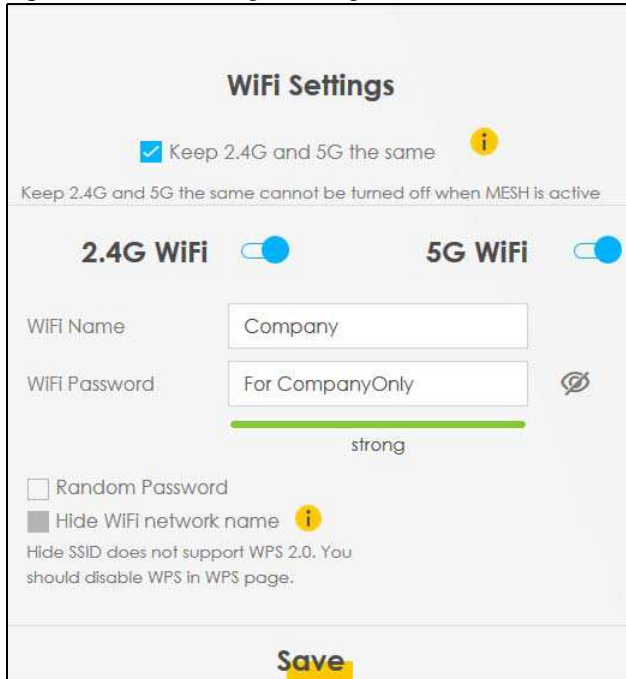 WiFi Settings
Keep 2.4G and 5G the same i
Keep 2.4G and 5G the same cannot be turned off when MESH is active
2.4G WiFi 5G WiFi
WiFi Name Company
WiFi Password For CompanyOnly
strong
Random Password
Hide WiFi network name i
Hide SSID does not support WPS 2.0. You
should disable WPS in WPS page.
Save